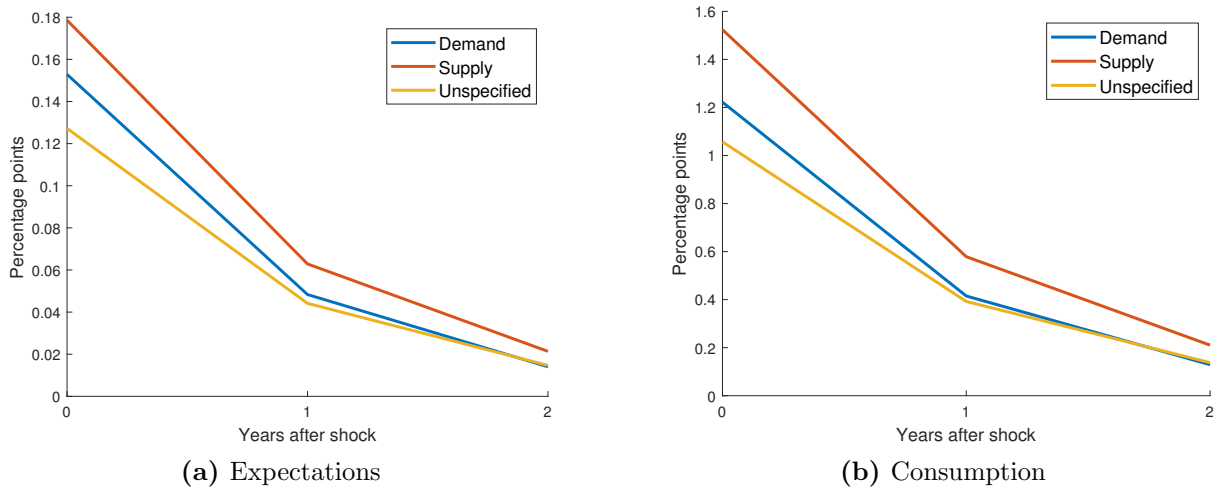 0.18
0.16
0.14
0.12
0.1
0.08
0.06
0.04
0.02
0
Percentage points
Demand
Supply
Unspecified
0 1 2
Years after shock
(a) Expectations
1.6
1.4
1.2
1
0.8
0.6
0.4
0.2
0
Percentage points
Demand
Supply
Unspecified
0 1 2
Years after shock
(b) Consumption